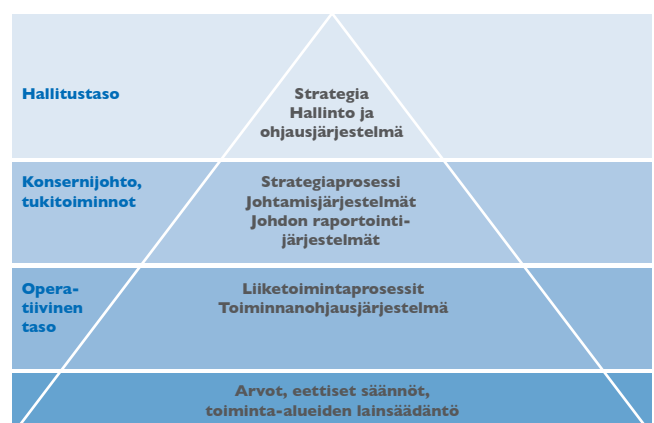 Hallitustaso
Strategia
Hallinto ja
ohjausjärjestelmä
Konsernijohto,
tukitoiminnot
Strategiaprosessi
Johtamisjärjestelmät
Johdon raportointi-
järjestelmät
Opera-
tiivinen
taso
Liiketoimintaprosessit
Toiminnanohjausjärjestelmä
Arvot, eettiset säännöt,
toiminta-alueiden lainsäädäntö